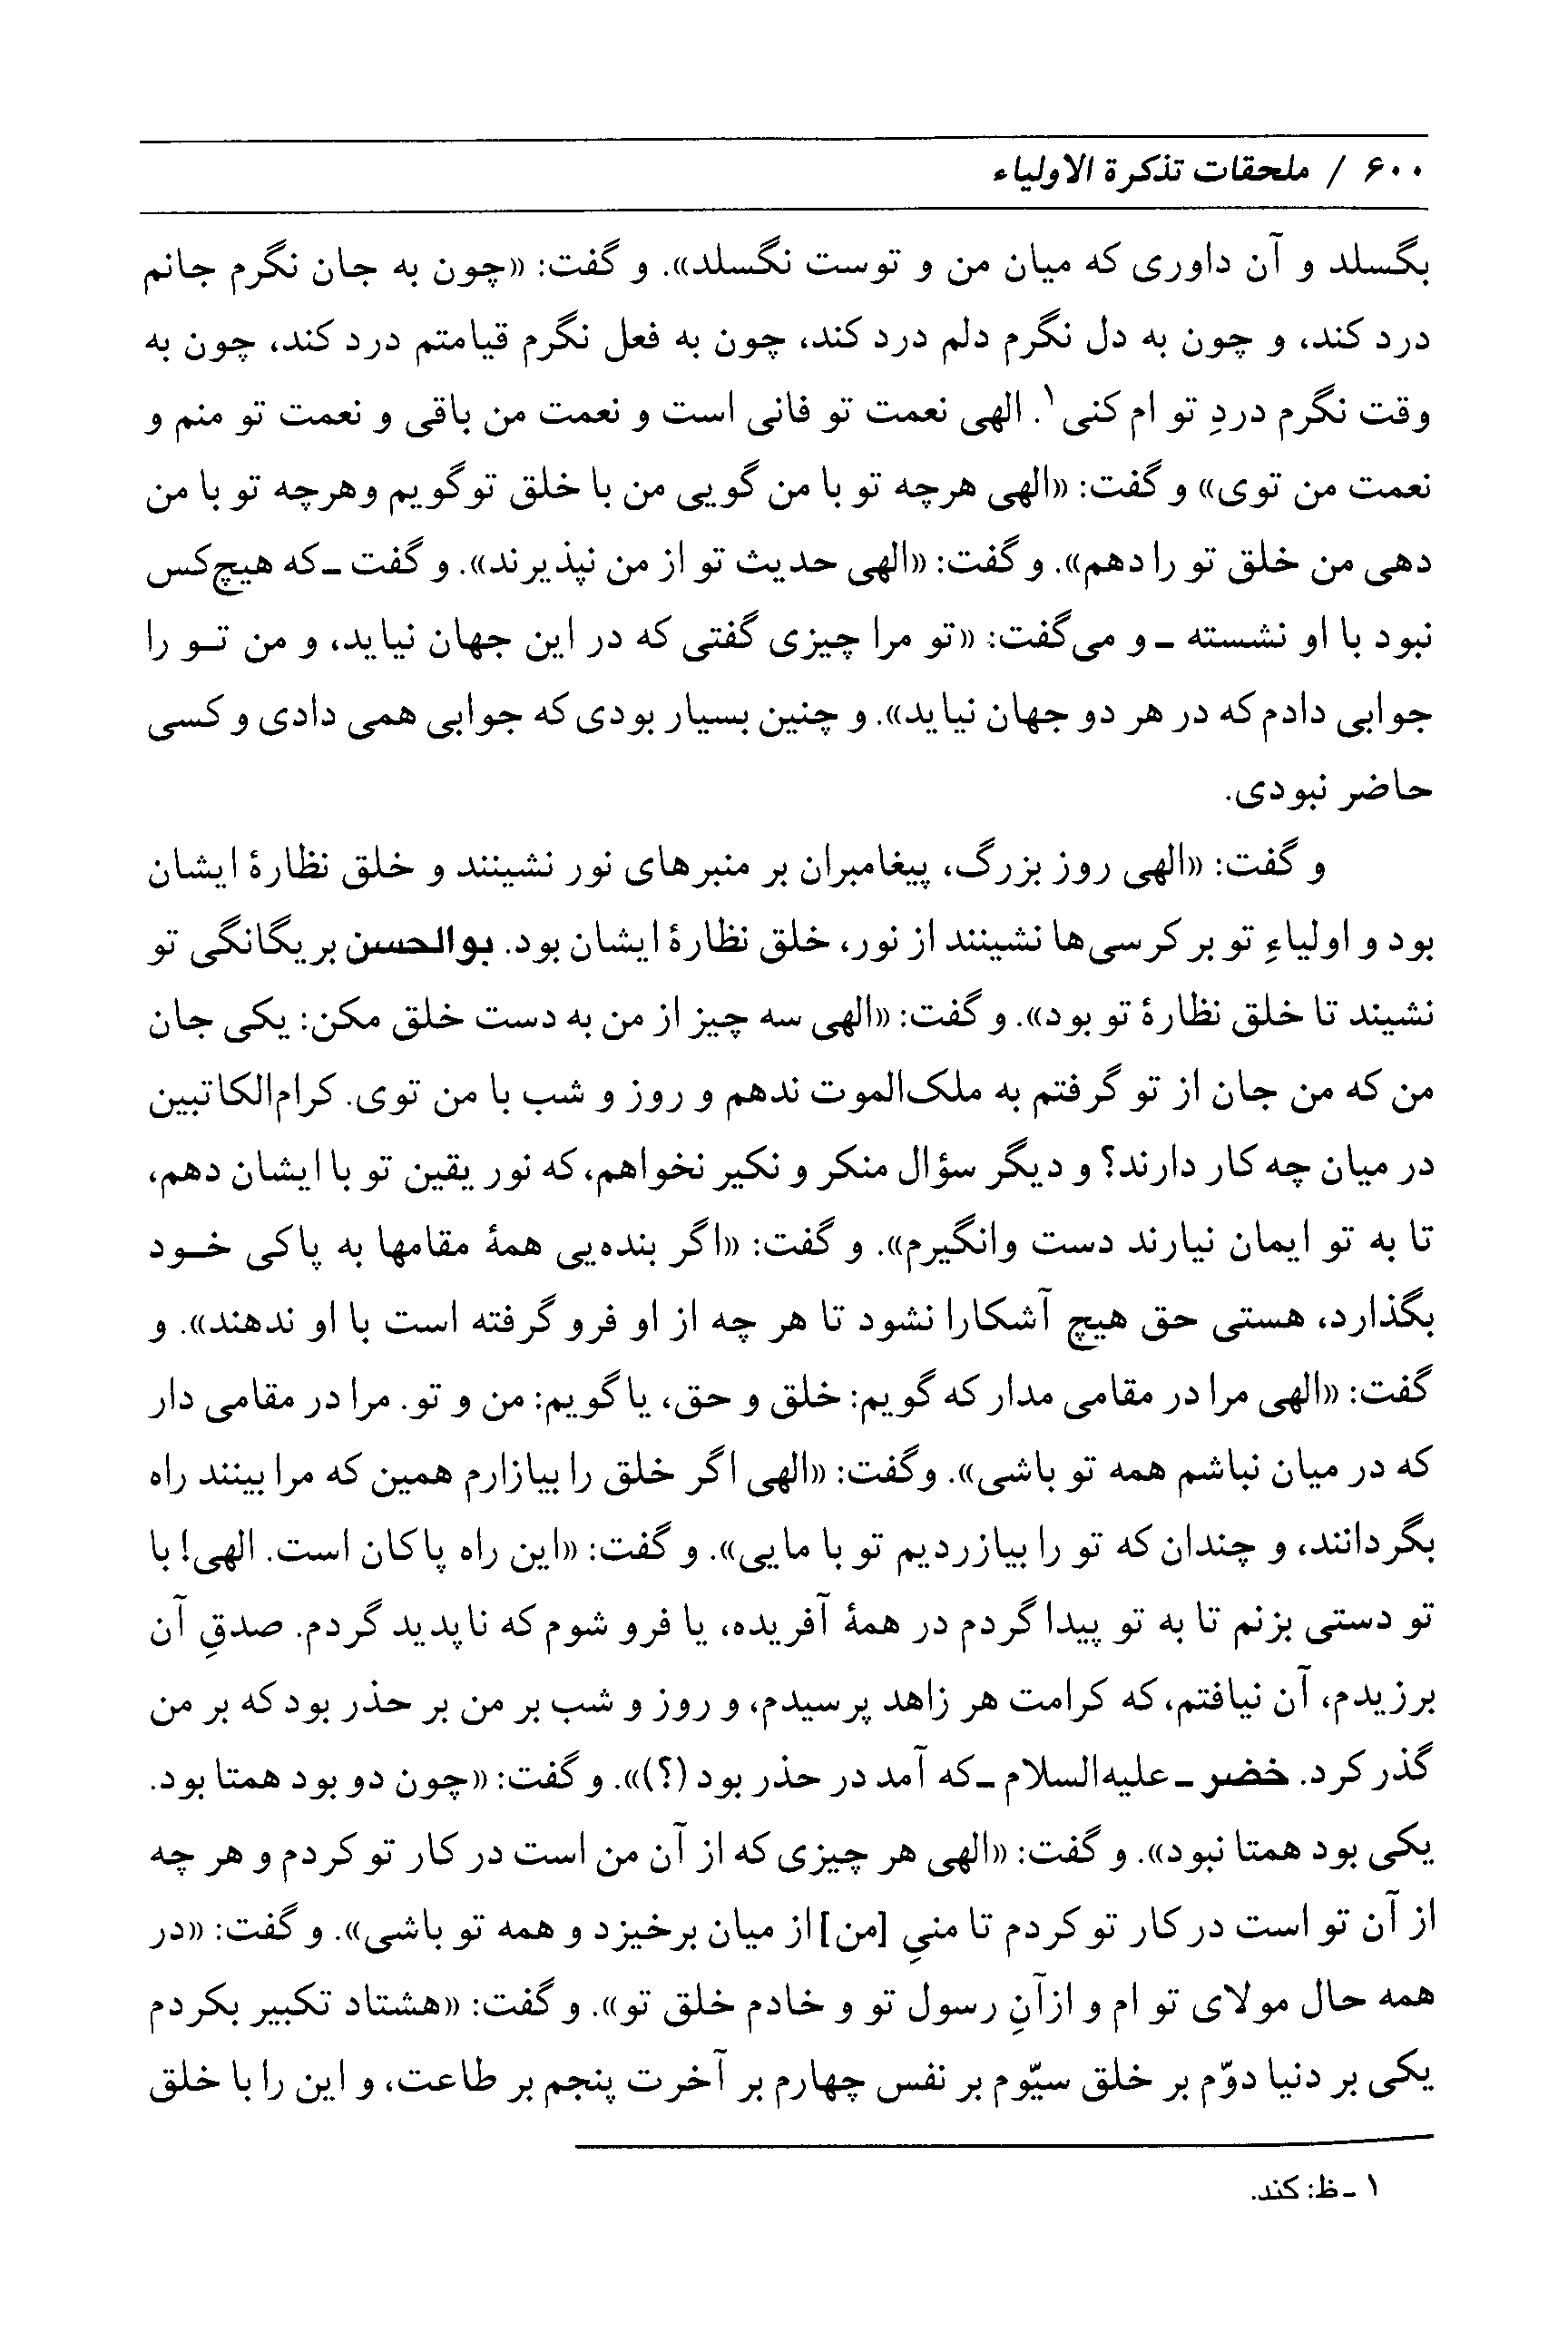 ۶۰۰ / ملحقات تذکرة الاولیاء
بگسلد و آن داوری که میان من و توست نگسلد». و گفت: «چون به جان نگرم جانم
درد کند، و چون به دل نگرم دلم درد کند، چون به فعل نگرم قیامتم درد کند، چون به
وقت نگرم دردِ تو ام کنی۱. الهی نعمت تو فانی است و نعمت من باقی و نعمت تو منم و
نعمت من توی» و گفت: «الهی هرچه تو با من گویی من با خلق تو گویم و هرچه تو با من
دهی من خلق تو را دهم». و گفت: «الهی حدیث تو از من نپذیرند». و گفت ـ که هیچ‌کس
نبود با او نشسته ـ و می‌گفت: «تو مرا چیزی گفتی که در این جهان نیاید، و من تـو را
جوابی دادم که در هر دو جهان نیاید». و چنین بسیار بودی که جوابی همی دادی و کسی
حاضر نبودی.
و گفت: «الهی روز بزرگ، پیغامبران بر منبرهای نور نشینند و خلق نظارهٔ ایشان
بود و اولیاءِ تو بر کرسی‌ها نشینند از نور، خلق نظارهٔ ایشان بود. بوالحسن بر یگانگی تو
نشیند تا خلق نظارهٔ تو بود». و گفت: «الهی سه چیز از من به دست خلق مکن: یکی جان
من که من جان از تو گرفتم به ملک‌الموت ندهم و روز و شب با من توی. کرام‌الکاتبین
در میان چه کار دارند؟ و دیگر سؤال منکر و نکیر نخواهم، که نور یقین تو با ایشان دهم،
تا به تو ایمان نیارند دست وانگیرم». و گفت: «اگر بنده‌یی همهٔ مقامها به پاکی خـود
بگذارد، هستی حق هیچ آشکارا نشود تا هر چه از او فرو گرفته است با او ندهند». و
گفت: «الهی مرا در مقامی مدار که گویم: خلق و حق، یا گویم: من و تو. مرا در مقامی دار
که در میان نباشم همه تو باشی». وگفت: «الهی اگر خلق را بیازارم همین که مرا بینند راه
بگردانند، و چندان که تو را بیازردیم تو با مایی». و گفت: «این راه پاکان است. الهی! با
تو دستی بزنم تا به تو پیدا گردم در همهٔ آفریده، یا فرو شوم که ناپدید گردم. صدقِ آن
برزیدم، آن نیافتم، که کرامت هر زاهد پرسیدم، و روز و شب بر من بر حذر بود که بر من
گذر کرد. خضر ـ علیه‌السلام ـ که آمد در حذر بود (؟)». و گفت: «چون دو بود همتا بود.
یکی بود همتا نبود». و گفت: «الهی هر چیزی که از آن من است در کار تو کردم و هر چه
از آن تو است در کار تو کردم تا منیِ [من] از میان برخیزد و همه تو باشی». و گفت: «در
همه حال مولای تو ام و ازآنِ رسول تو و خادم خلق تو». و گفت: «هشتاد تکبیر بکردم
یکی بر دنیا دوّم بر خلق سیّوم بر نفس چهارم بر آخرت پنجم بر طاعت، و این را با خلق
۱ ـ ظ: کند.